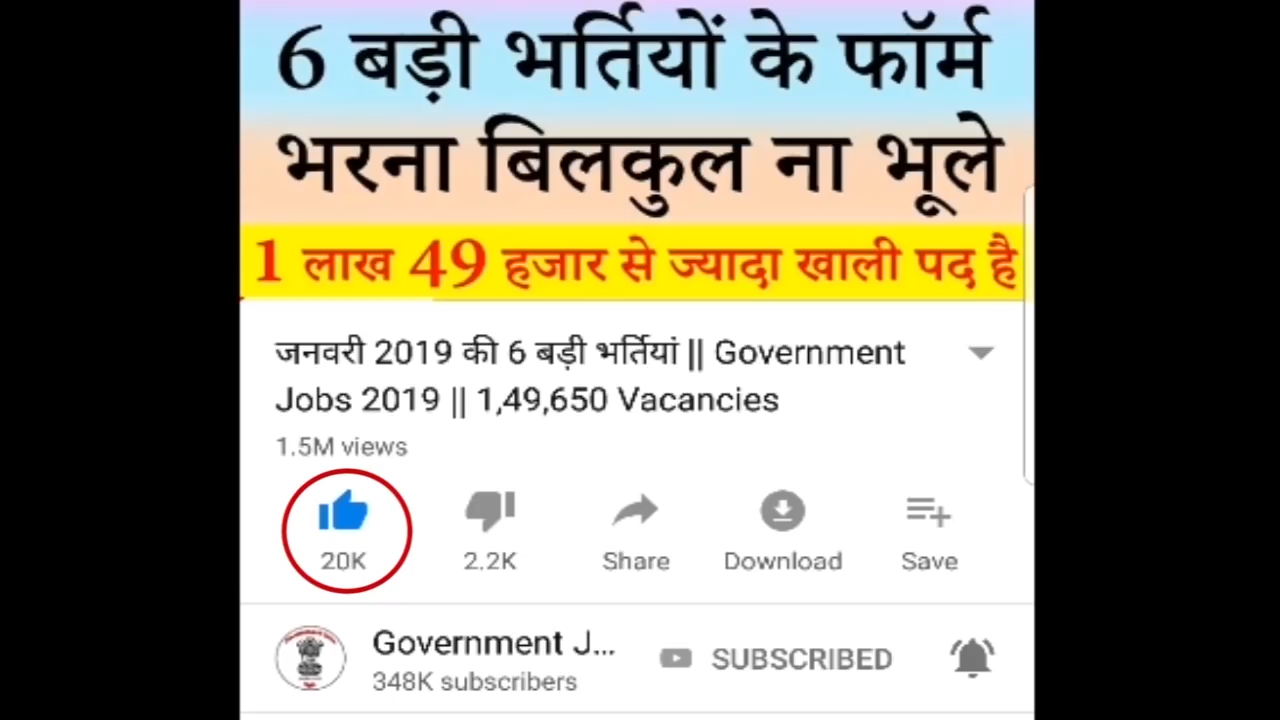 6 बड़ी भर्तियों के फॉर्म
भरना बिलकुल ना भूले
1 लाख 49 हजार से ज्यादा खाली पद है
जनवरी 2019 की 6 बड़ी भर्तियां || Government
Jobs 2019 || 1,49,650 Vacancies
1.5M views
20K 2.2K Share Download Save
Government J...
348K subscribers
SUBSCRIBED